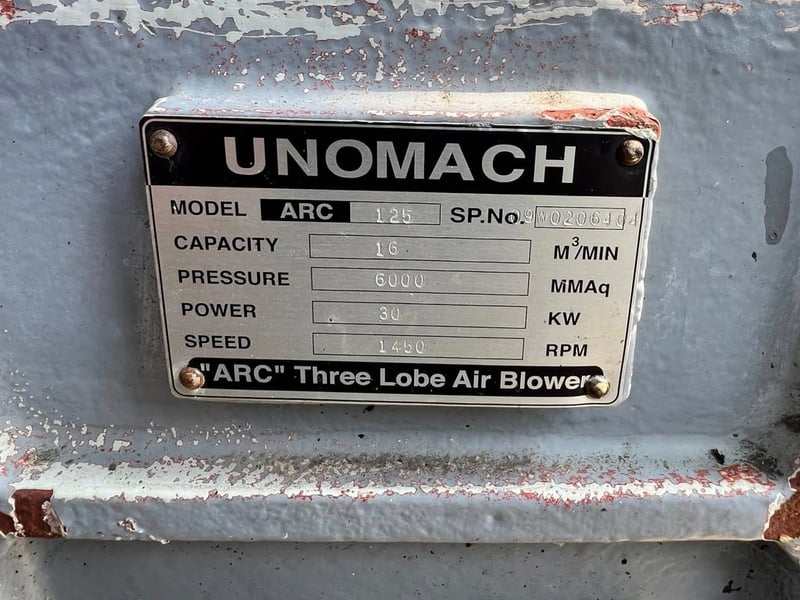 UNOMACH
MODEL ARC 125 SP.No. 09W0206404
CAPACITY 16 M³/MIN
PRESSURE 6000 MMAq
POWER 30 KW
SPEED 1450 RPM
"ARC" Three Lobe Air Blower